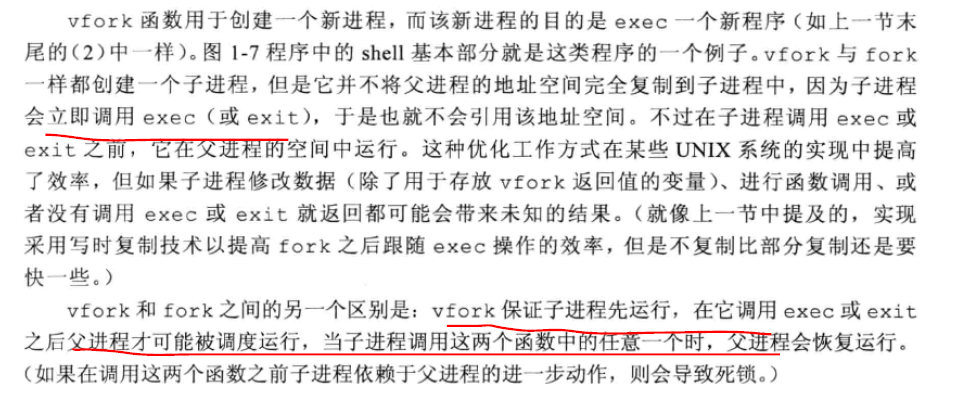 vfork 函数用于创建一个新进程，而该新进程的目的是 exec 一个新程序（如上一节末
尾的(2)中一样）。图 1-7 程序中的 shell 基本部分就是这类程序的一个例子。vfork 与 fork
一样都创建一个子进程，但是它并不将父进程的地址空间完全复制到子进程中，因为子进程
会立即调用 exec（或 exit），于是也就不会引用该地址空间。不过在子进程调用 exec 或
exit 之前，它在父进程的空间中运行。这种优化工作方式在某些 UNIX 系统的实现中提高
了效率，但如果子进程修改数据（除了用于存放 vfork 返回值的变量）、进行函数调用、或
者没有调用 exec 或 exit 就返回都可能会带来未知的结果。（就像上一节中提及的，实现
采用写时复制技术以提高 fork 之后跟随 exec 操作的效率，但是不复制比部分复制还是要
快一些。）
vfork 和 fork 之间的另一个区别是：vfork 保证子进程先运行，在它调用 exec 或 exit
之后父进程才可能被调度运行，当子进程调用这两个函数中的任意一个时，父进程会恢复运行。
（如果在调用这两个函数之前子进程依赖于父进程的进一步动作，则会导致死锁。）